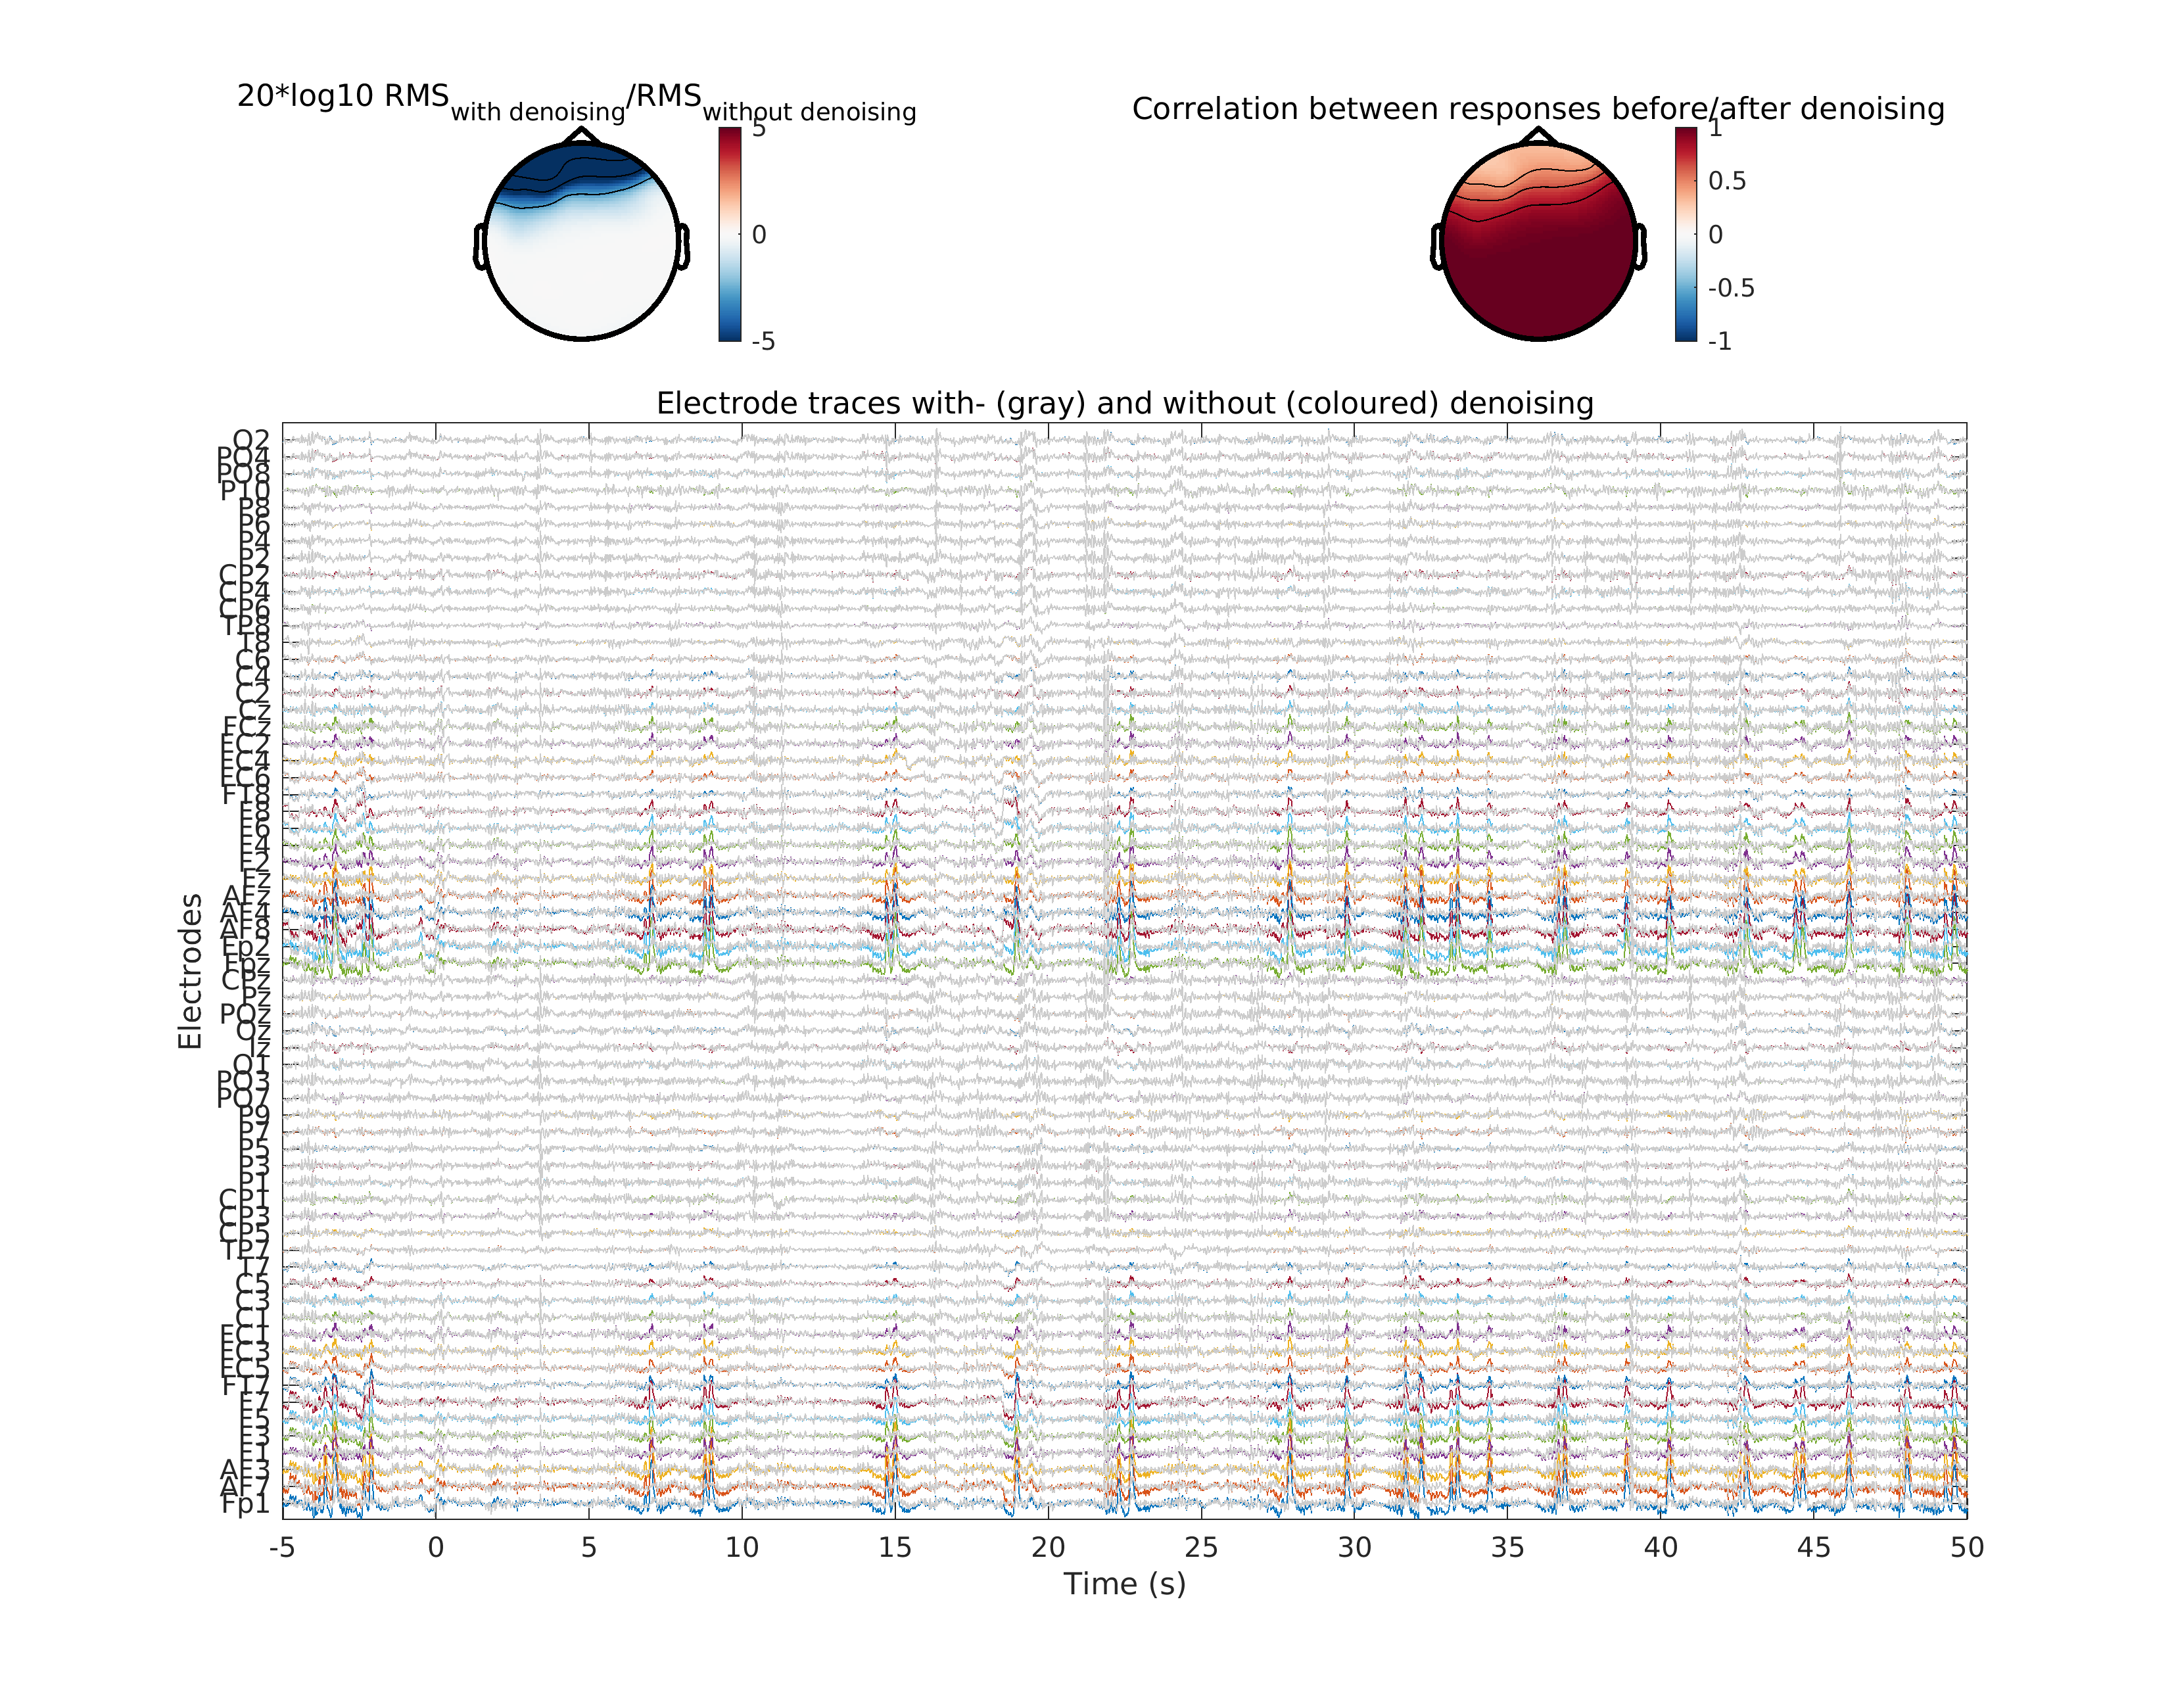 20*log10 RMS with denoising/RMS without denoising
5
0
-5
Correlation between responses before/after denoising
1
0.5
0
-0.5
-1
Electrode traces with- (gray) and without (coloured) denoising
Electrodes
O2
PO4
PO8
P10
P8
P6
P4
P2
CP2
CP4
CP6
TP8
T8
C6
C4
C2
Cz
FCz
FC2
FC4
FC6
FT8
F8
F6
F4
F2
Fz
AFz
AF4
AF8
Fp2
Fpz
CPz
Pz
POz
Oz
Iz
O1
PO3
PO7
P9
P7
P5
P3
P1
CP1
CP3
CP5
TP7
T7
C5
C3
C1
FC1
FC3
FC5
FT7
F7
F5
F3
F1
AF3
AF7
Fp1
-5 0 5 10 15 20 25 30 35 40 45 50
Time (s)